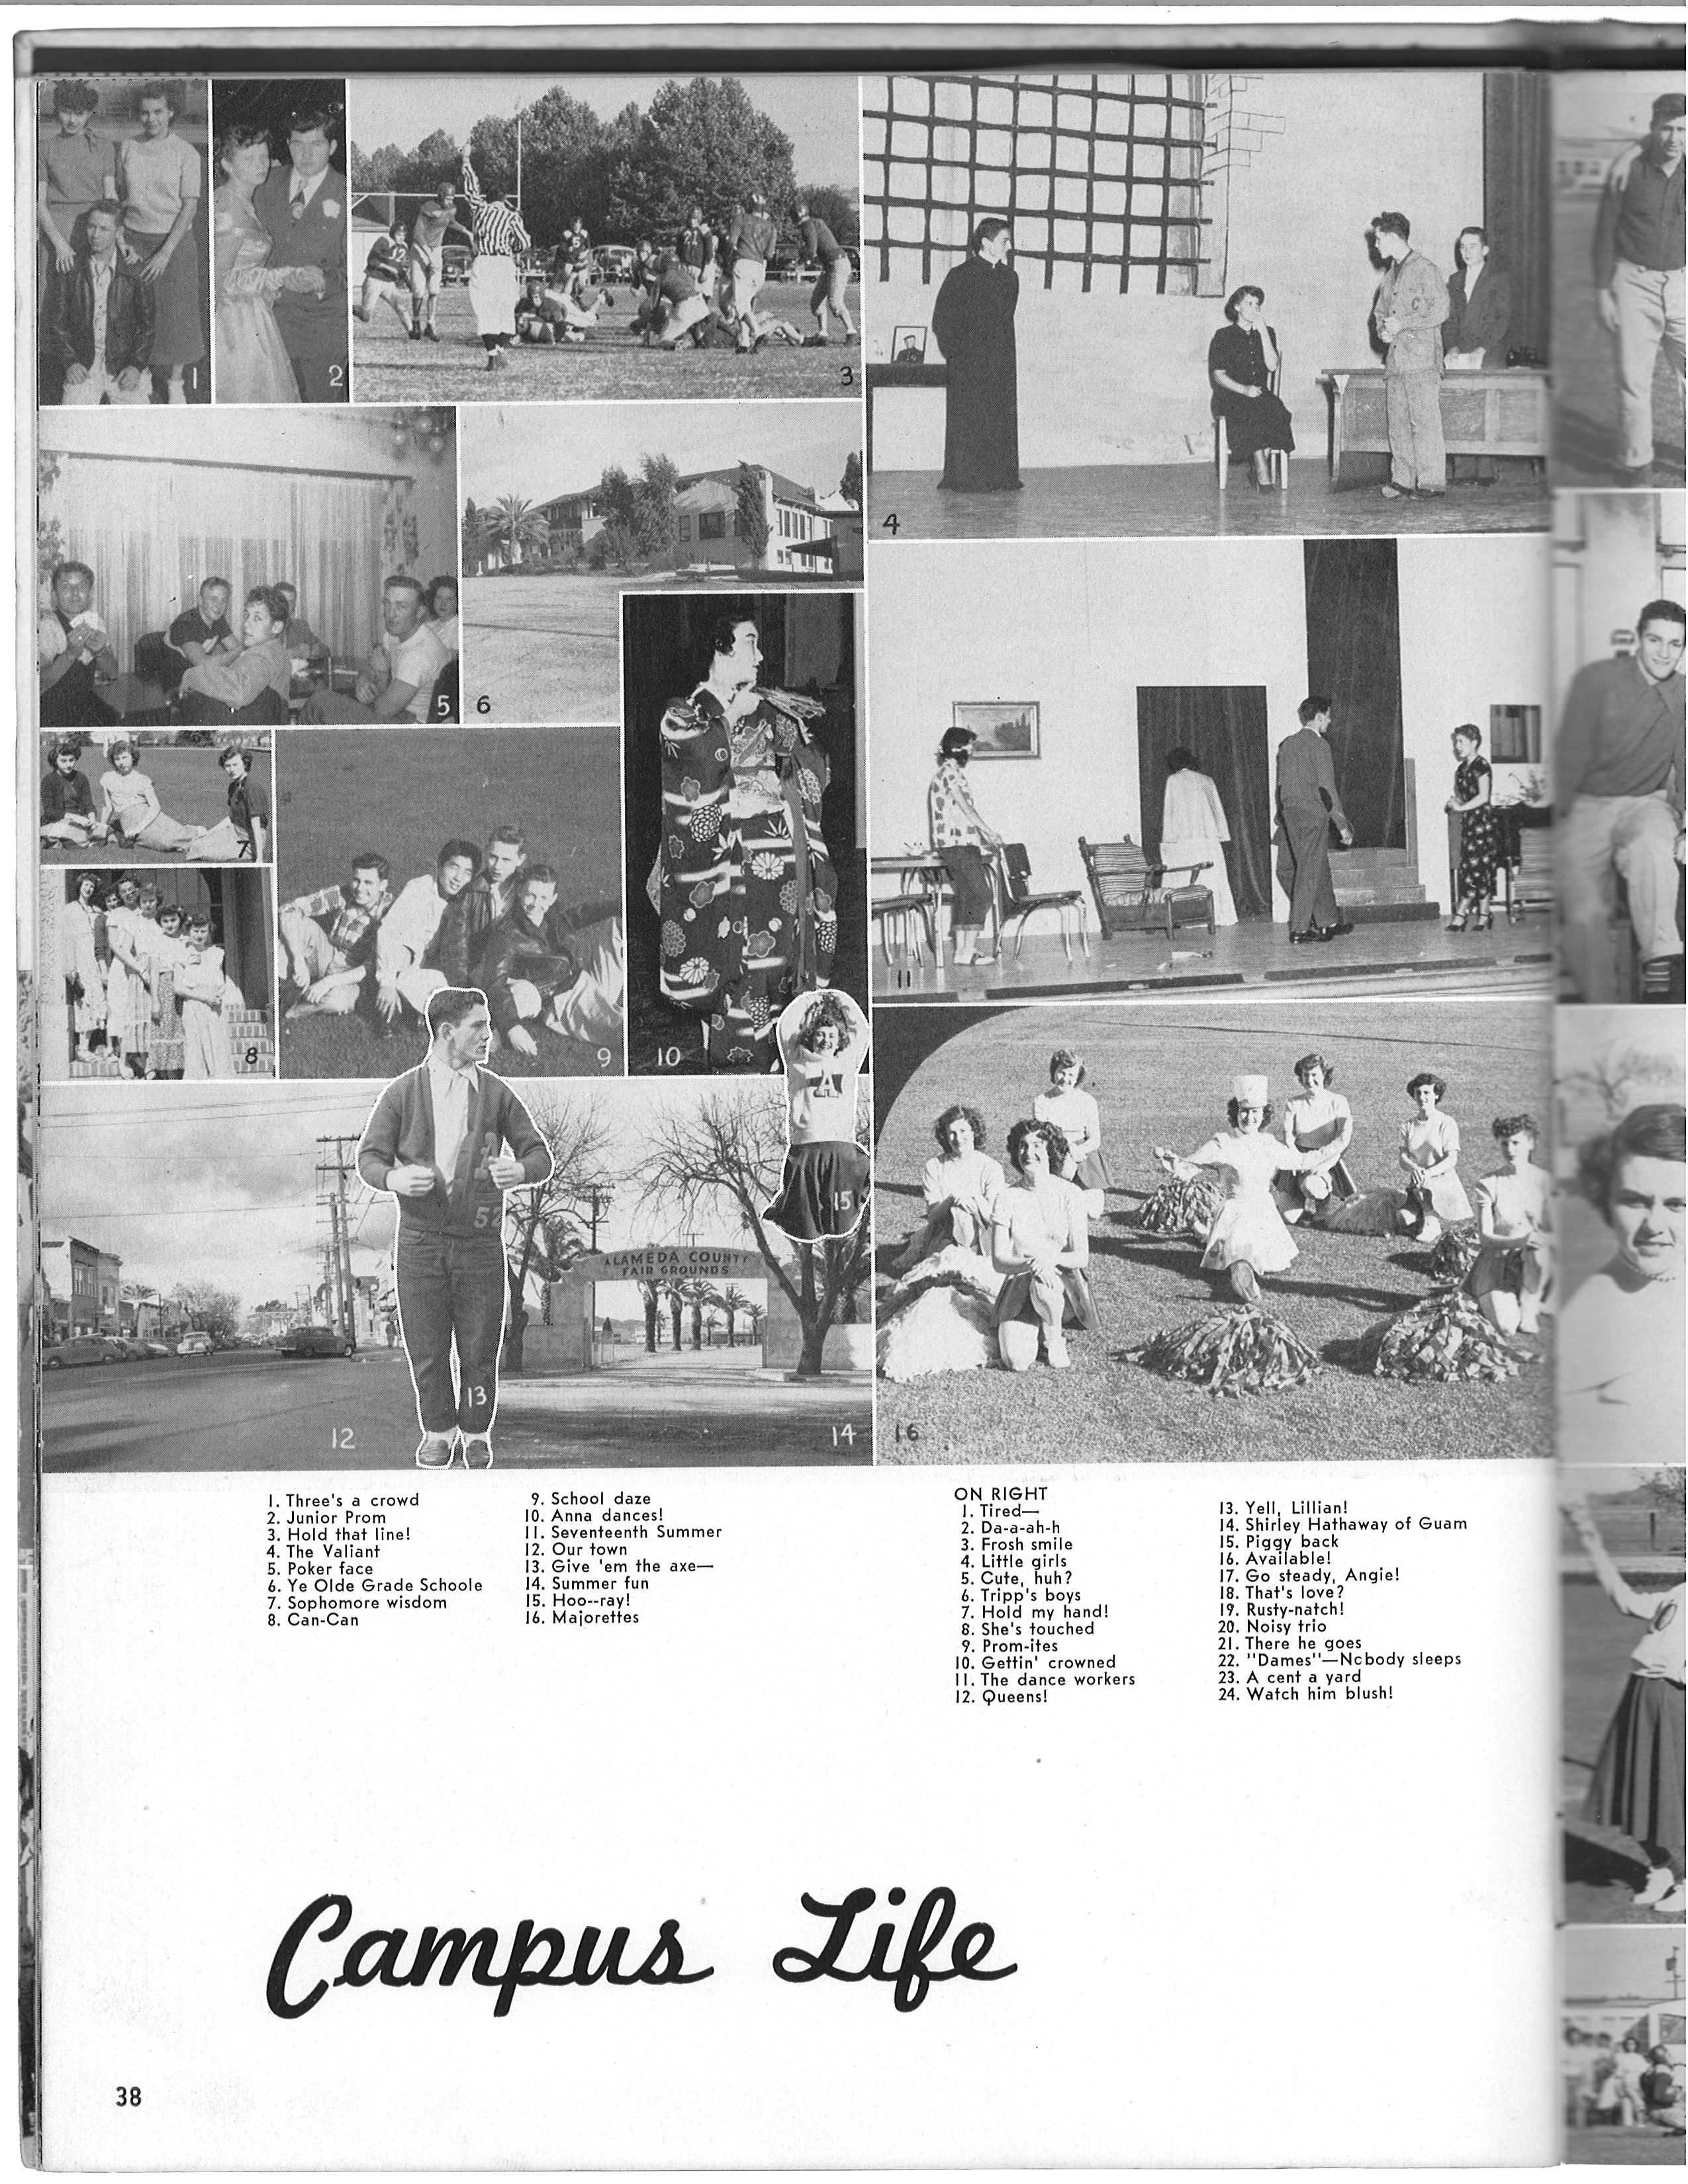 1
2
3
4
5
6
7
8
9
10
11
12
13
14
15
16
12
5
21
C
A
A
52
ALAMEDA COUNTY
FAIR GROUNDS
1. Three's a crowd
2. Junior Prom
3. Hold that line!
4. The Valiant
5. Poker face
6. Ye Olde Grade Schoole
7. Sophomore wisdom
8. Can-Can
9. School daze
10. Anna dances!
11. Seventeenth Summer
12. Our town
13. Give 'em the axe—
14. Summer fun
15. Hoo--ray!
16. Majorettes
ON RIGHT
1. Tired—
2. Da-a-ah-h
3. Frosh smile
4. Little girls
5. Cute, huh?
6. Tripp's boys
7. Hold my hand!
8. She's touched
9. Prom-ites
10. Gettin' crowned
11. The dance workers
12. Queens!
13. Yell, Lillian!
14. Shirley Hathaway of Guam
15. Piggy back
16. Available!
17. Go steady, Angie!
18. That's love?
19. Rusty-natch!
20. Noisy trio
21. There he goes
22. "Dames"—Nobody sleeps
23. A cent a yard
24. Watch him blush!
Campus Life
38